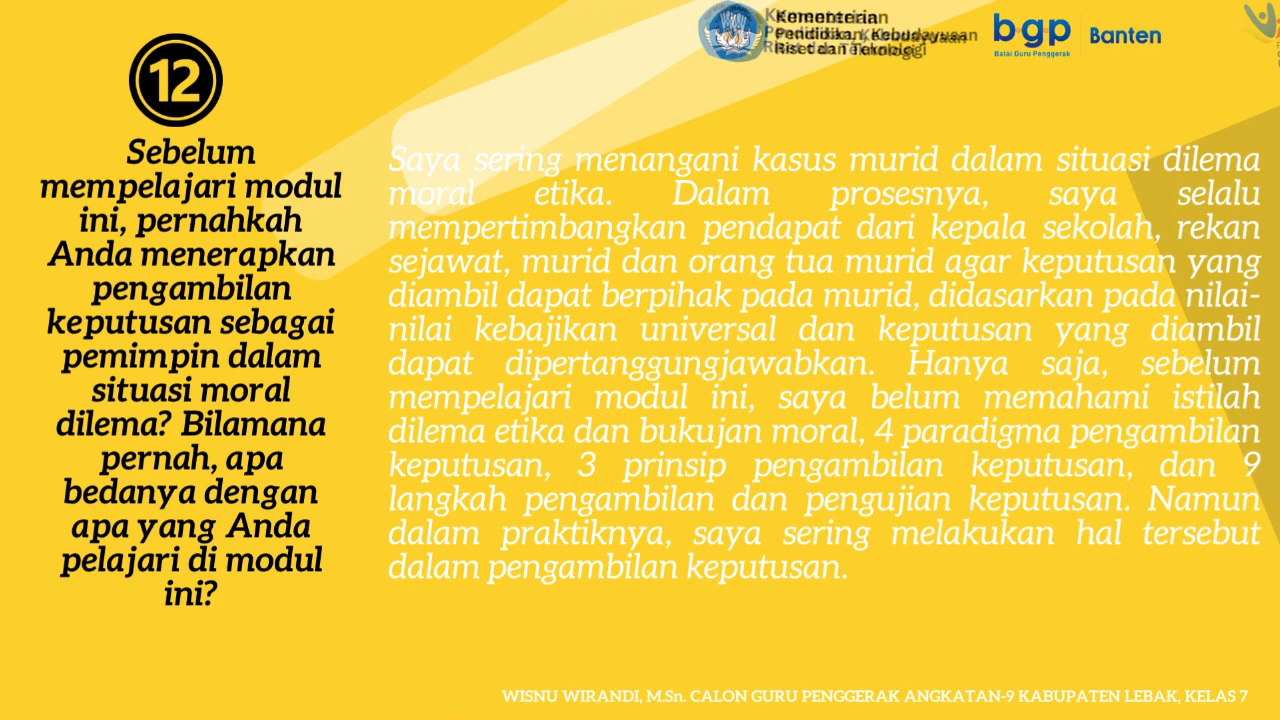 Kementerian
Pendidikan, Kebudayaan
Riset dan Teknologi
bgp
Balai Guru Penggerak
Banten
12
Sebelum
mempelajari modul
ini, pernahkah
Anda menerapkan
pengambilan
keputusan sebagai
pemimpin dalam
situasi moral
dilema? Bilamana
pernah, apa
bedanya dengan
apa yang Anda
pelajari di modul
ini?
Saya sering menangani kasus murid dalam situasi dilema
moral etika. Dalam prosesnya, saya selalu
mempertimbangkan pendapat dari kepala sekolah, rekan
sejawat, murid dan orang tua murid agar keputusan yang
diambil dapat berpihak pada murid, didasarkan pada nilai-
nilai kebajikan universal dan keputusan yang diambil
dapat dipertanggungjawabkan. Hanya saja, sebelum
mempelajari modul ini, saya belum memahami istilah
dilema etika dan bukujan moral, 4 paradigma pengambilan
keputusan, 3 prinsip pengambilan keputusan, dan 9
langkah pengambilan dan pengujian keputusan. Namun
dalam praktiknya, saya sering melakukan hal tersebut
dalam pengambilan keputusan.
WISNU WIRANDI, M.Sn. CALON GURU PENGGERAK ANGKATAN-9 KABUPATEN LEBAK, KELAS 7